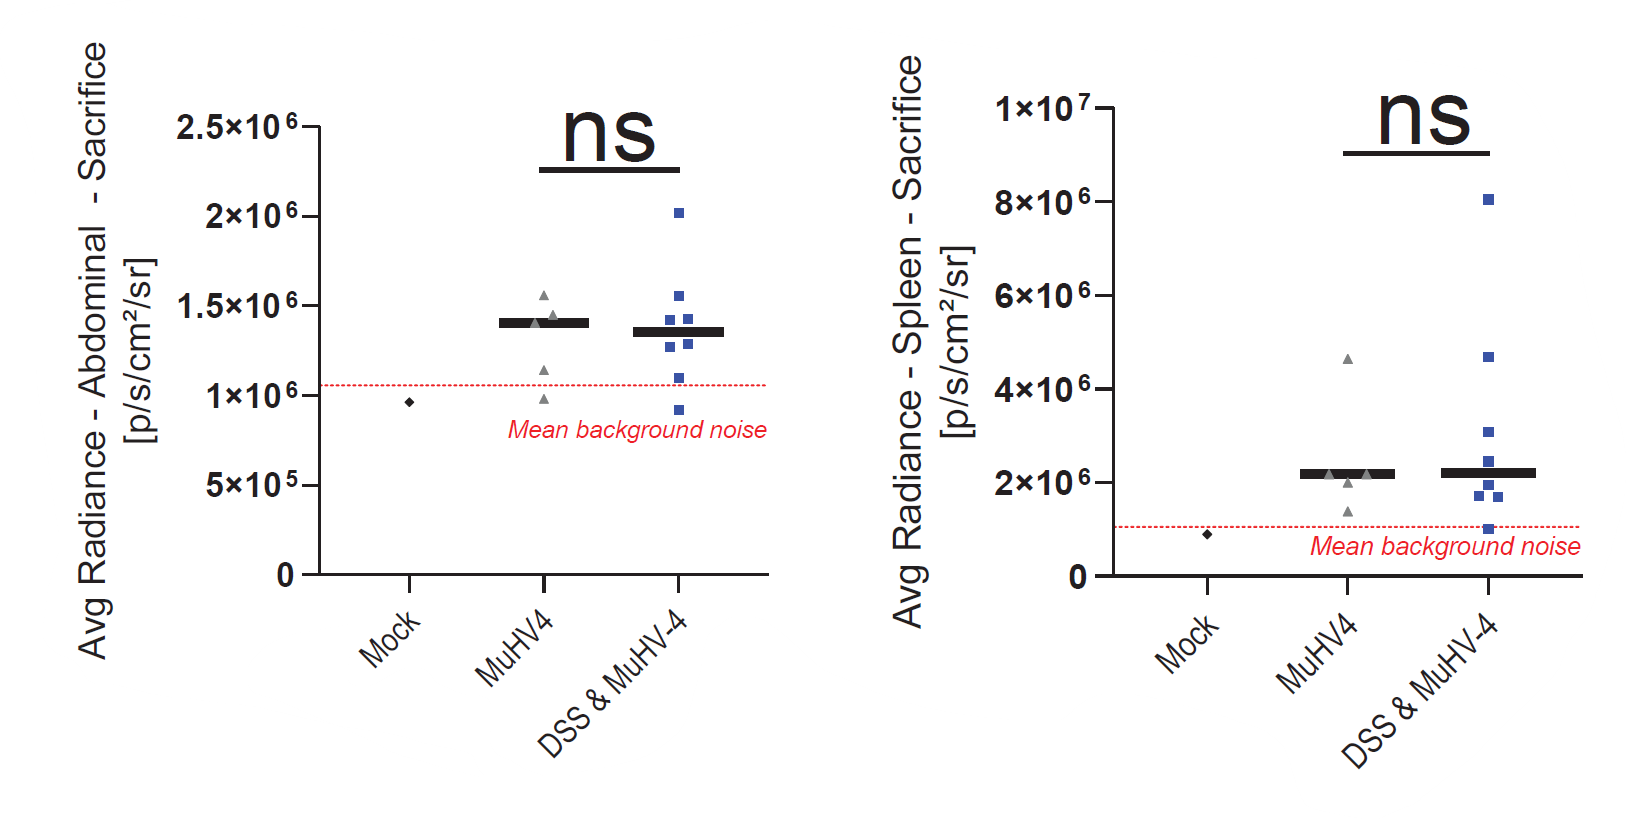 Avg Radiance - Abdominal - Sacrifice
[p/s/cm²/sr]
2.5×10⁶
2×10⁶
1.5×10⁶
1×10⁶
5×10⁵
0
ns
Mean background noise
Mock
MuHV4
DSS & MuHV-4
Avg Radiance - Spleen - Sacrifice
[p/s/cm²/sr]
1×10⁷
8×10⁶
6×10⁶
4×10⁶
2×10⁶
0
ns
Mean background noise
Mock
MuHV4
DSS & MuHV-4